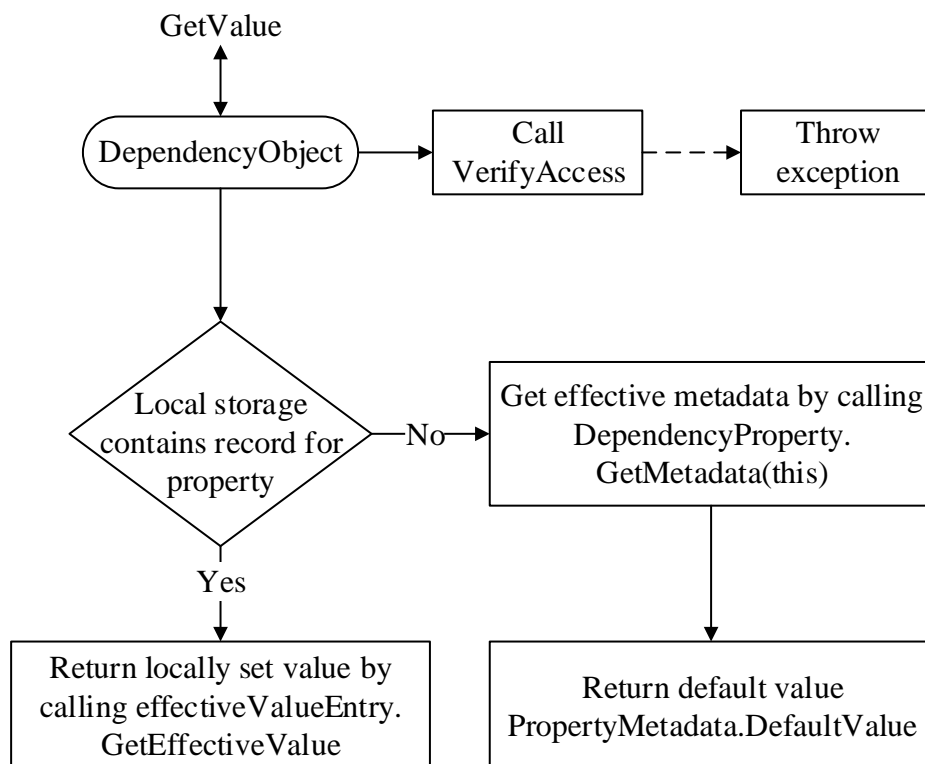 GetValue
DependencyObject
Call
VerifyAccess
Throw
exception
Local storage
contains record for
property
No
Get effective metadata by calling
DependencyProperty.
GetMetadata(this)
Yes
Return locally set value by
calling effectiveValueEntry.
GetEffectiveValue
Return default value
PropertyMetadata.DefaultValue